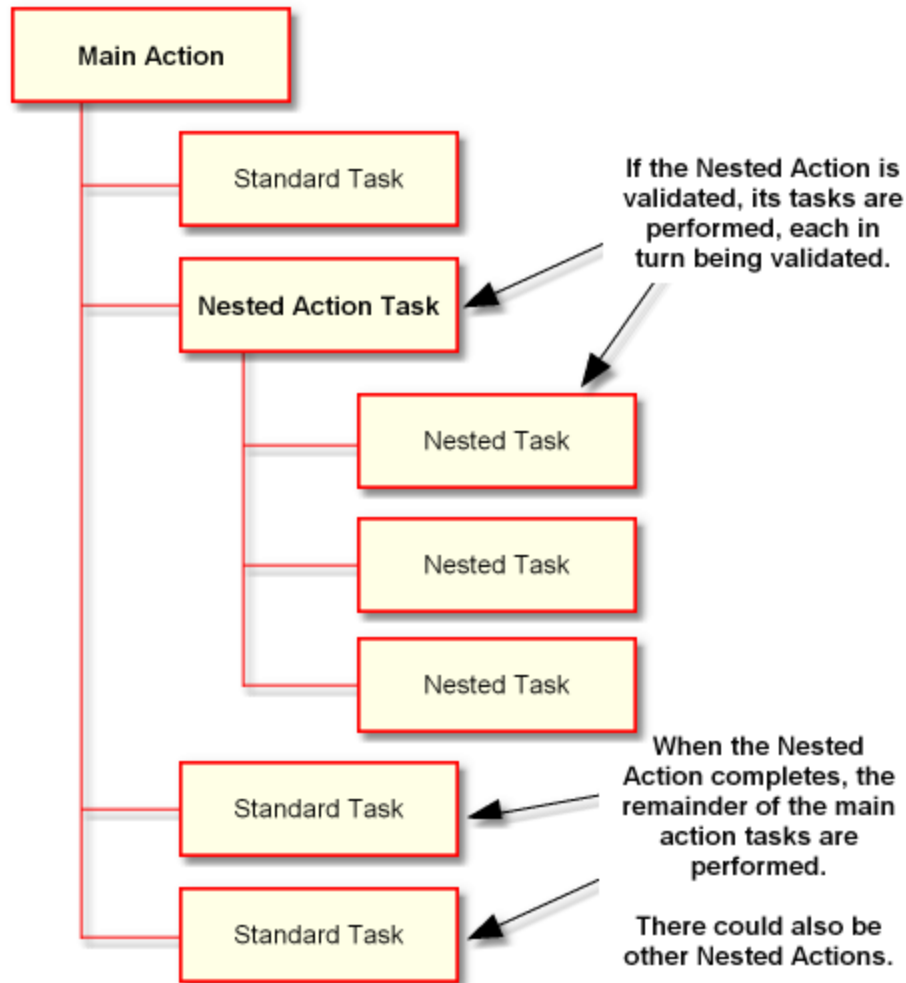 Main Action
Standard Task
If the Nested Action is
validated, its tasks are
performed, each in
turn being validated.
Nested Action Task
Nested Task
Nested Task
Nested Task
When the Nested
Action completes, the
remainder of the main
action tasks are
performed.
Standard Task
Standard Task
There could also be
other Nested Actions.